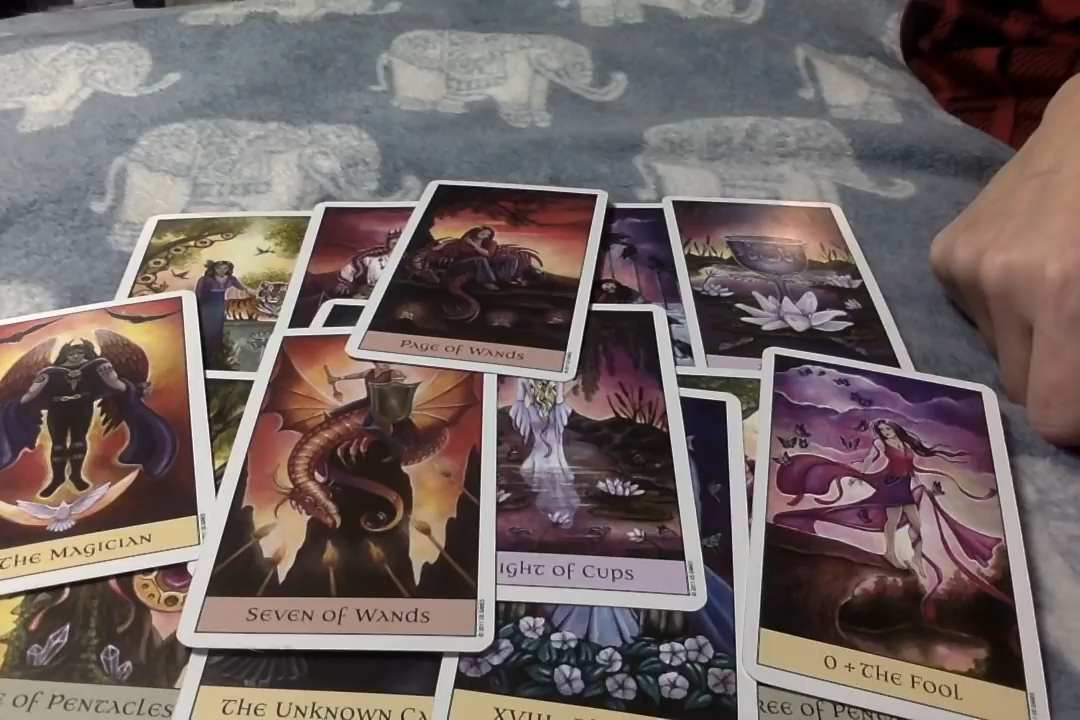 Page of Wands
The Magician
Seven of Wands
ight of Cups
0 + The Fool
e of Pentacles
The Unknown Ca
XVIII
ree of Pen